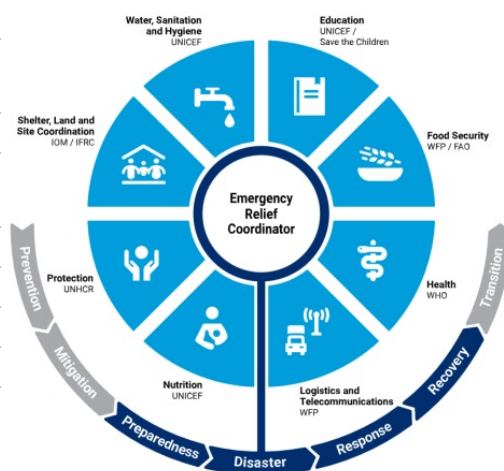 Water, Sanitation
and Hygiene
UNICEF
Education
UNICEF /
Save the Children
Shelter, Land and
Site Coordination
IOM / IFRC
Food Security
WFP / FAO
Emergency
Relief
Coordinator
Protection
UNHCR
Health
WHO
Nutrition
UNICEF
Logistics and
Telecommunications
WFP
Prevention
Mitigation
Preparedness
Disaster
Response
Recovery
Transition